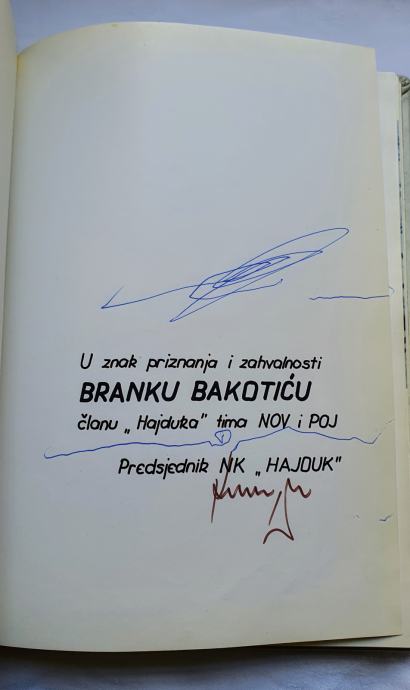 U znak priznanja i zahvalnosti
BRANKU BAKOTIĆU
članu „Hajduka" tima NOV i POJ
Predsjednik NK „HAJDUK"